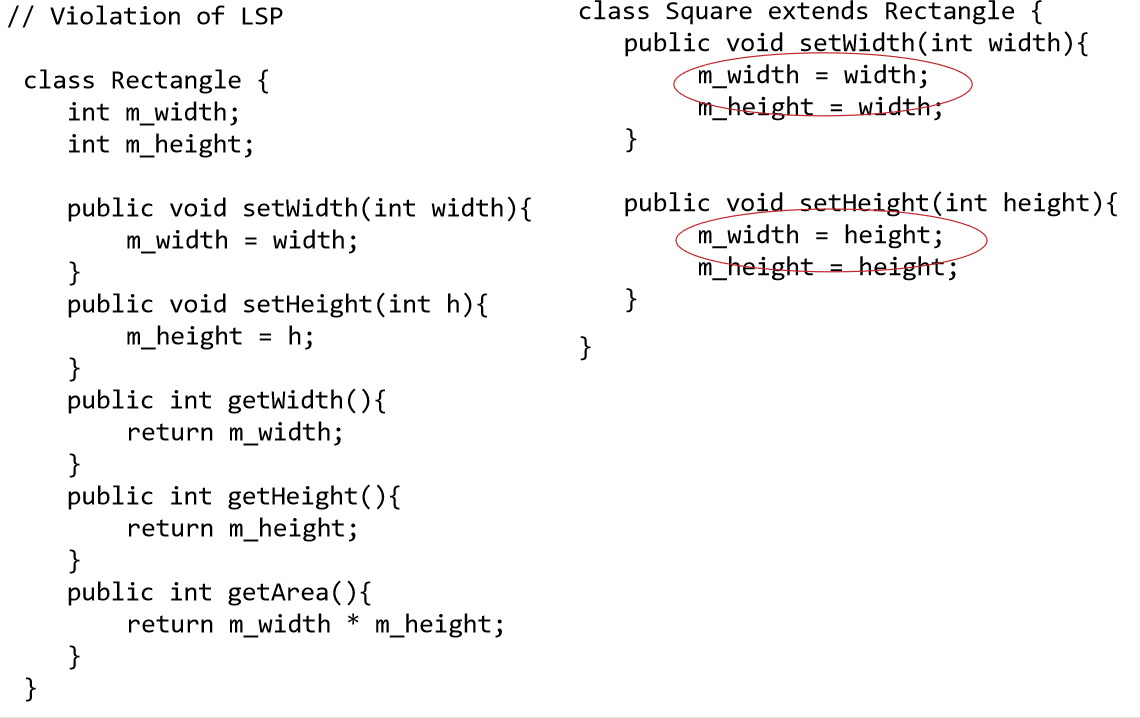 // Violation of LSP
class Rectangle {
int m_width;
int m_height;
public void setWidth(int width){
m_width = width;
}
public void setHeight(int h){
m_height = h;
}
public int getWidth(){
return m_width;
}
public int getHeight(){
return m_height;
}
public int getArea(){
return m_width * m_height;
}
}
class Square extends Rectangle {
public void setWidth(int width){
m_width = width;
m_height = width;
}
public void setHeight(int height){
m_width = height;
m_height = height;
}
}